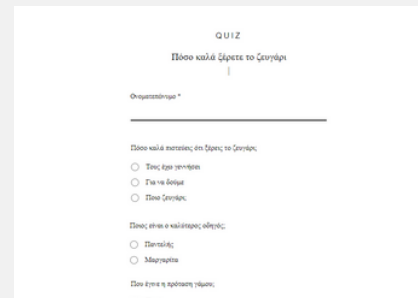 QUIZ
Πόσο καλά ξέρετε το ζευγάρι
Ονοματεπώνυμο *
Πόσο καλά πιστεύεις ότι ξέρεις το ζευγάρι;
Τους έχω γεννήσει
Για να δούμε
Ποιο ζευγάρι;
Ποιος είναι ο καλύτερος οδηγός;
Παντελής
Μαργαρίτα
Που έγινε η πρόταση γάμου;